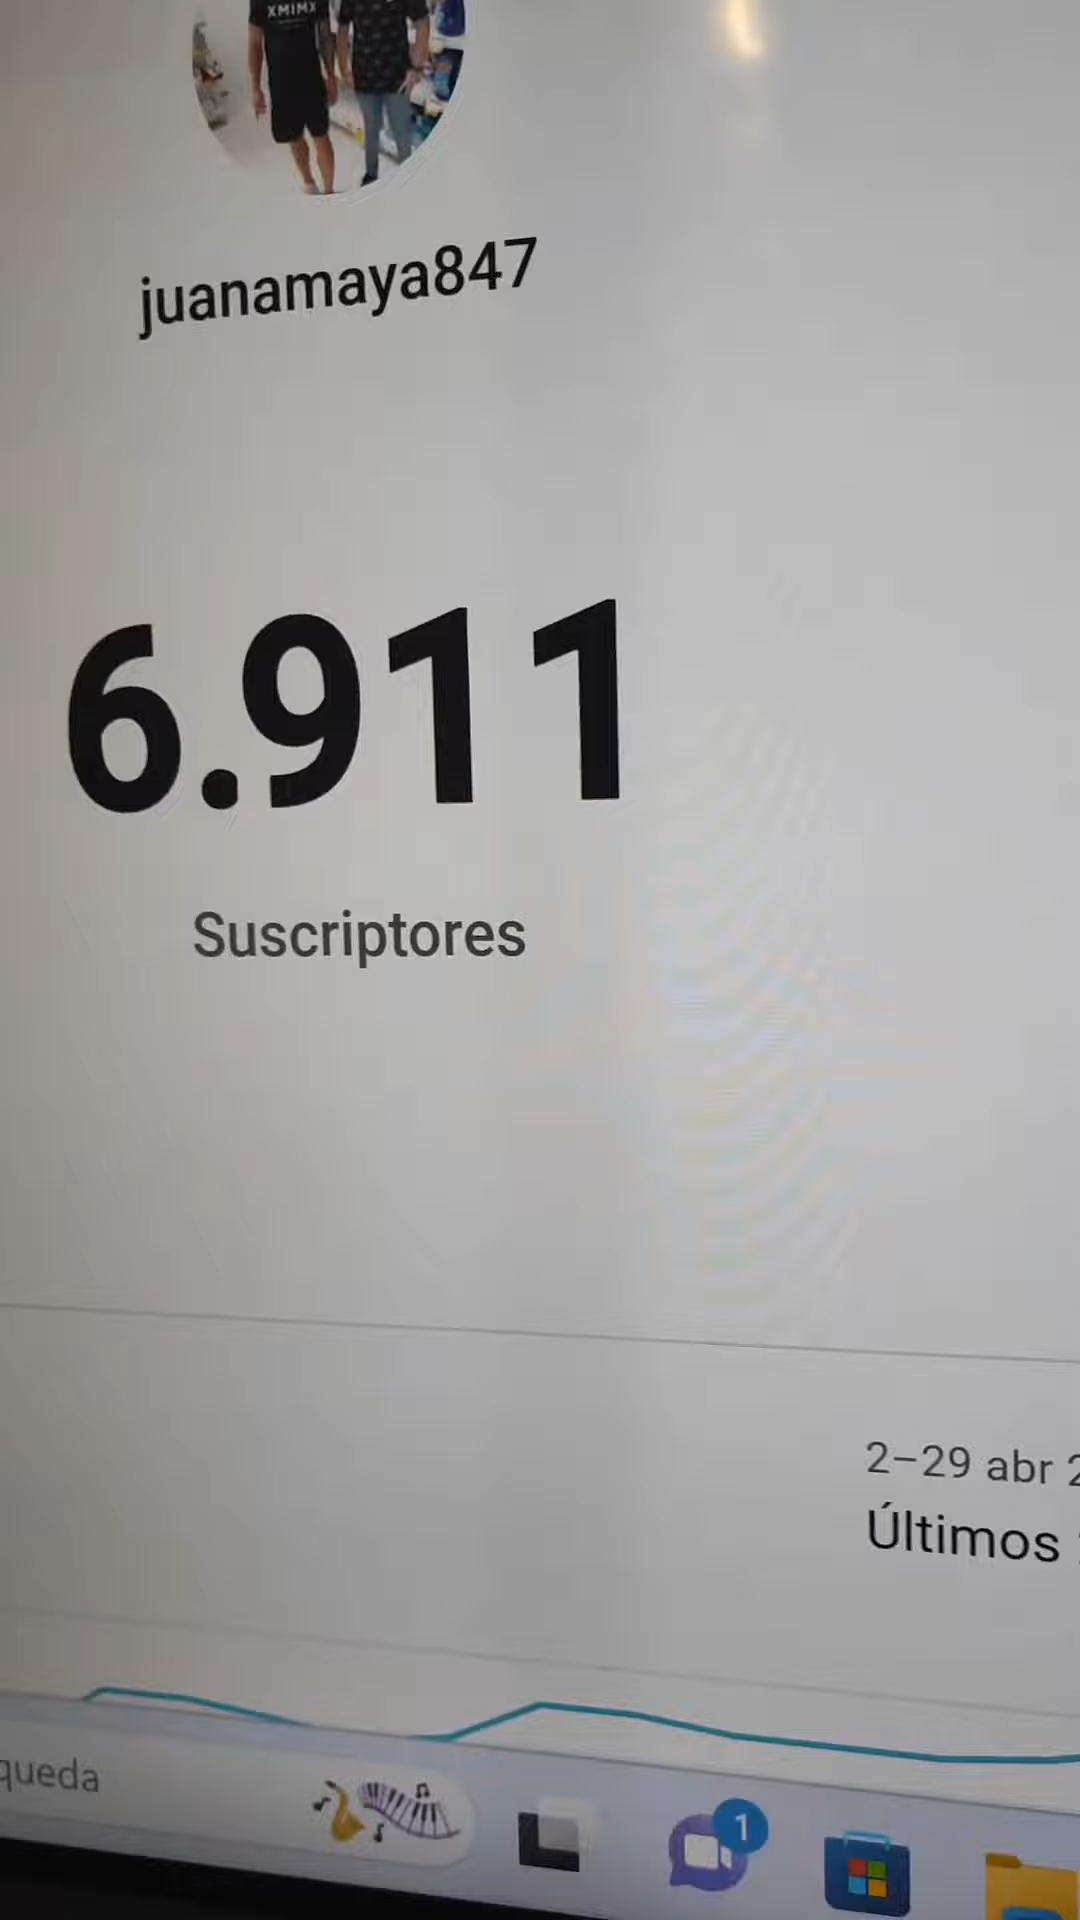 XMIMX
juanamaya847
6.911
Suscriptores
2–29 abr
Últimos
queda
1